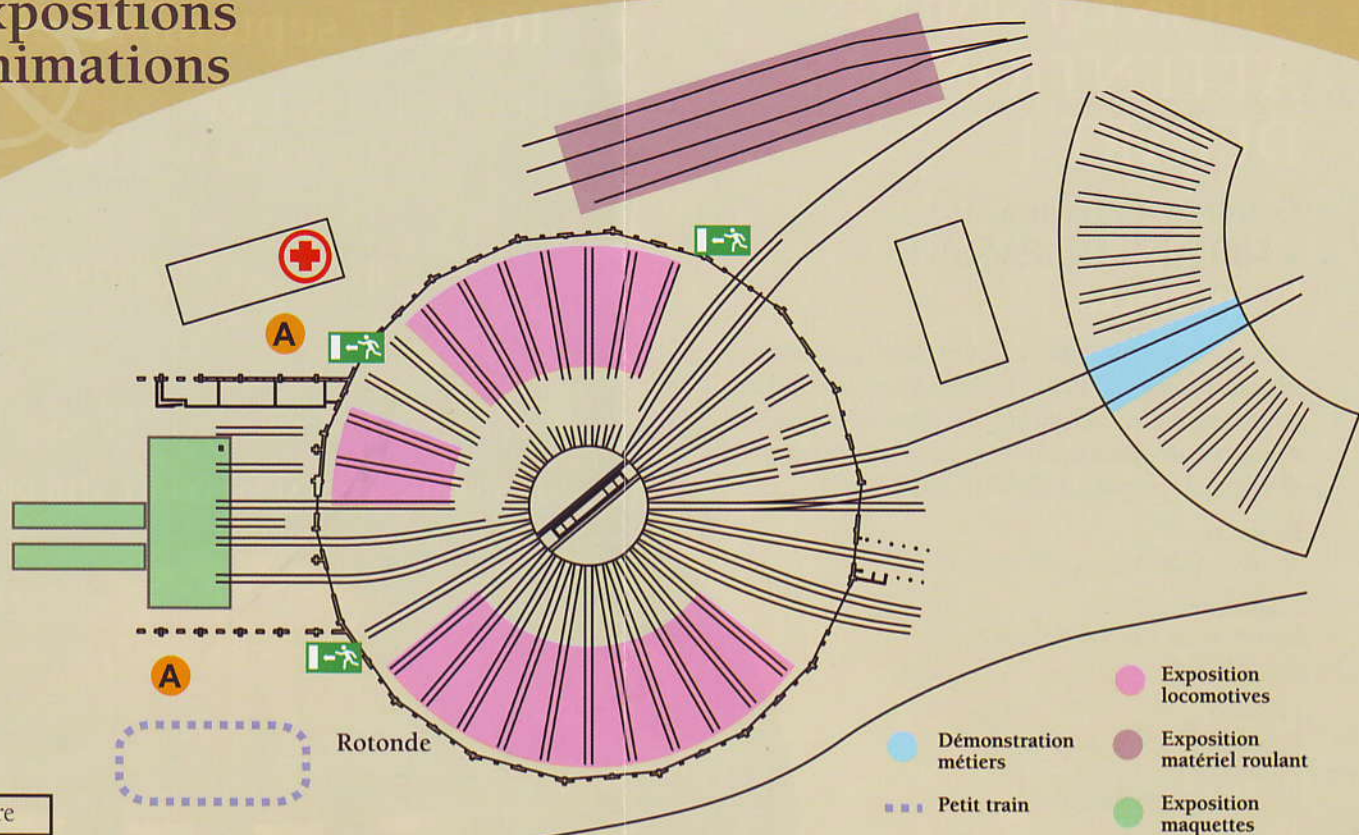 xpositions
nimations
A
A
Rotonde
Exposition
locomotives
Démonstration
métiers
Exposition
matériel roulant
Petit train
Exposition
maquettes
re